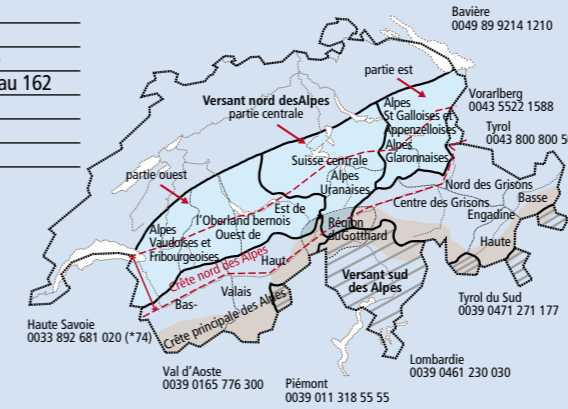 Bavière
0049 89 9214 1210
au 162
partie est
Versant nord desAlpes
partie centrale
Alpes
St Galloises et
Appenzelloises
Alpes
Glaronnaises
Vorarlberg
0043 5522 1588
Tyrol
0043 800 800 50
Suisse centrale
Alpes
Uranaises
partie ouest
Nord des Grisons
Centre des Grisons
Basse
Engadine
Haute
Est de
l'Oberland bernois
Ouest de
Alpes
Vaudoises et
Fribourgeoises
Région
duGotthard
Crête nord des Alpes
Haut
Valais
Bas-
Crête principale des Alpes
Versant sud
des Alpes
Haute Savoie
0033 892 681 020 (*74)
Tyrol du Sud
0039 0471 271 177
Val d'Aoste
0039 0165 776 300
Piémont
0039 011 318 55 55
Lombardie
0039 0461 230 030